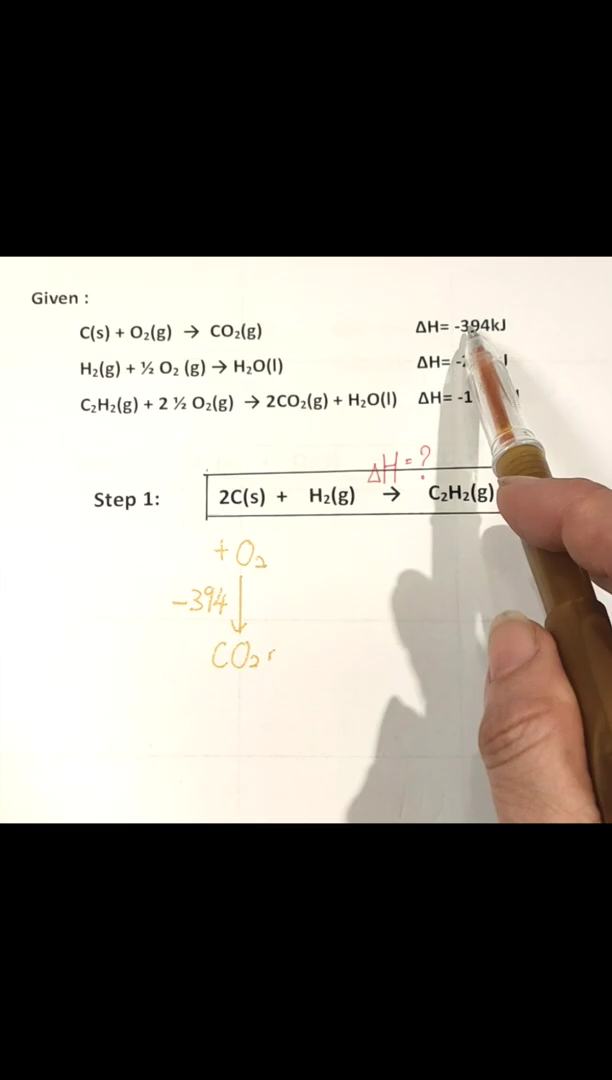 Given :
C(s) + O₂(g) → CO₂(g) ΔH= -394kJ
H₂(g) + ½ O₂ (g) → H₂O(l) ΔH= -
C₂H₂(g) + 2 ½ O₂(g) → 2CO₂(g) + H₂O(l) ΔH= -1
ΔH = ?
Step 1: 2C(s) + H₂(g) → C₂H₂(g)
+ O₂
-394
CO₂